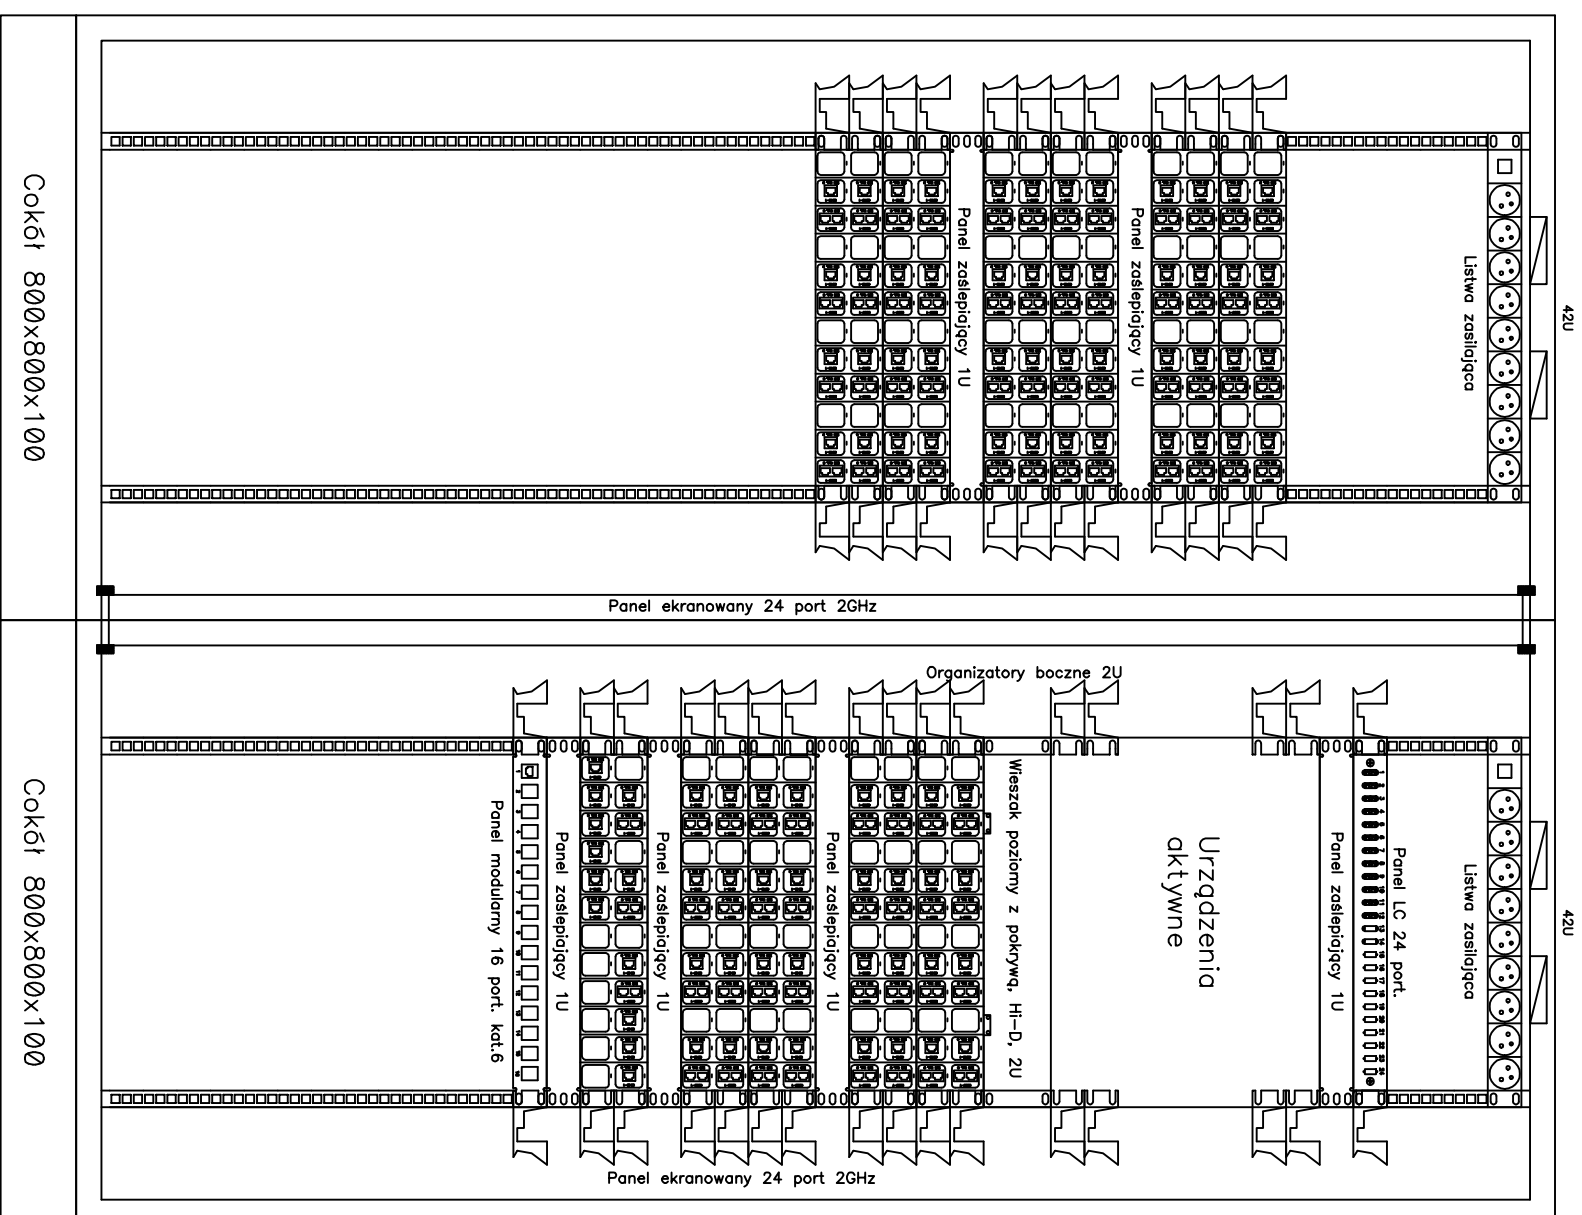 42U
Listwa zasilająca
Panel zaślepiający 1U
Panel zaślepiający 1U
Cokół 800x800x100
Panel ekranowany 24 port 2GHz
Organizatory boczne 2U
42U
Listwa zasilająca
Panel LC 24 port.
Panel zaślepiający 1U
Urządzenia
aktywne
Wieszak poziomy z pokrywą, Hi-D, 2U
Panel zaślepiający 1U
Panel zaślepiający 1U
Panel zaślepiający 1U
Panel modularny 16 port. kat.6
Cokół 800x800x100
Panel ekranowany 24 port 2GHz